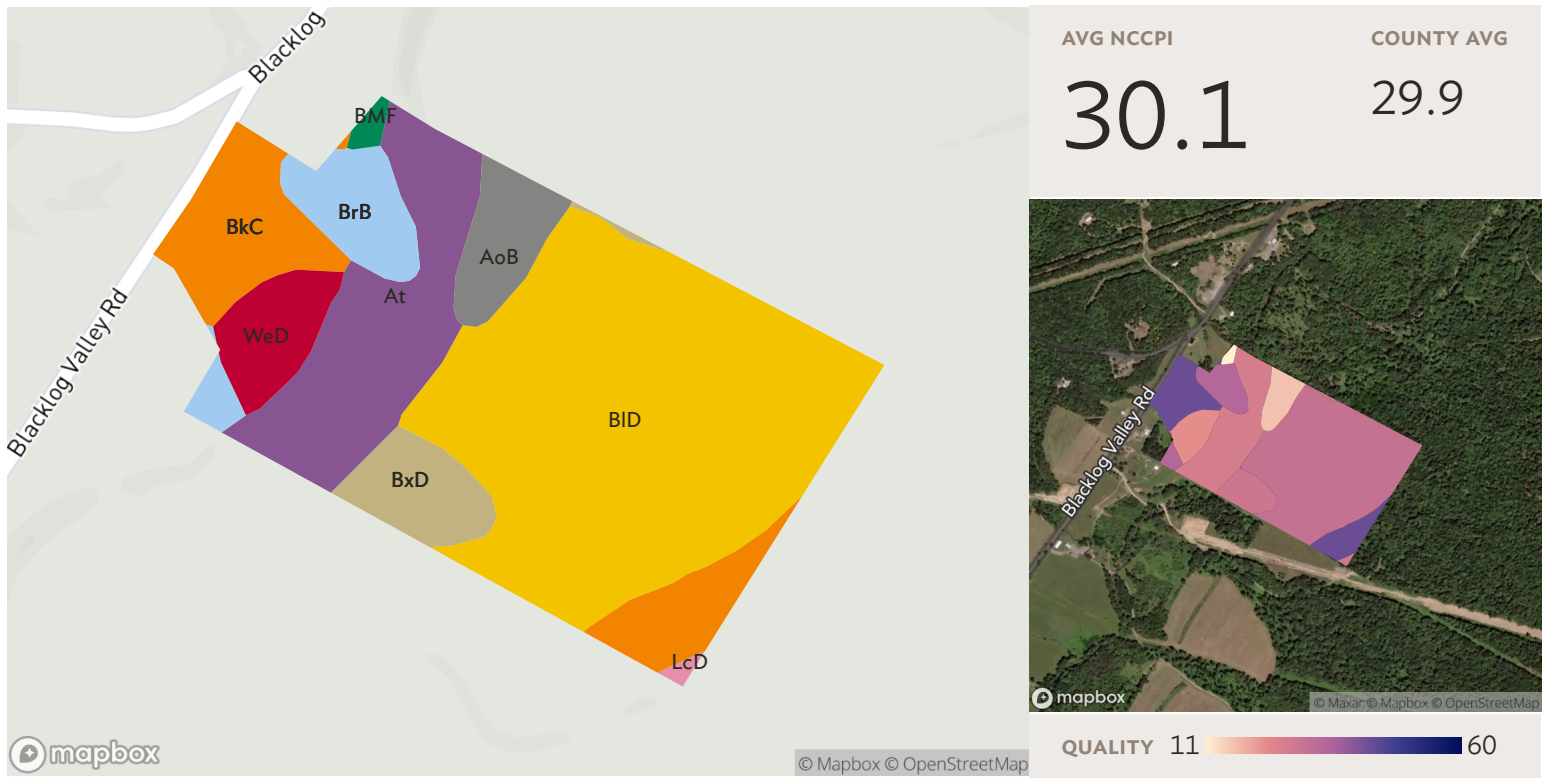 Blacklog
BMF
BrB
BkC
AoB
At
WeD
Blacklog Valley Rd
BlD
BxD
LcD
mapbox
© Mapbox © OpenStreetMap
AVG NCCPI
COUNTY AVG
30.1
29.9
Blacklog Valley Rd
mapbox
© Maxar © Mapbox © OpenStreetMap
QUALITY 11 60